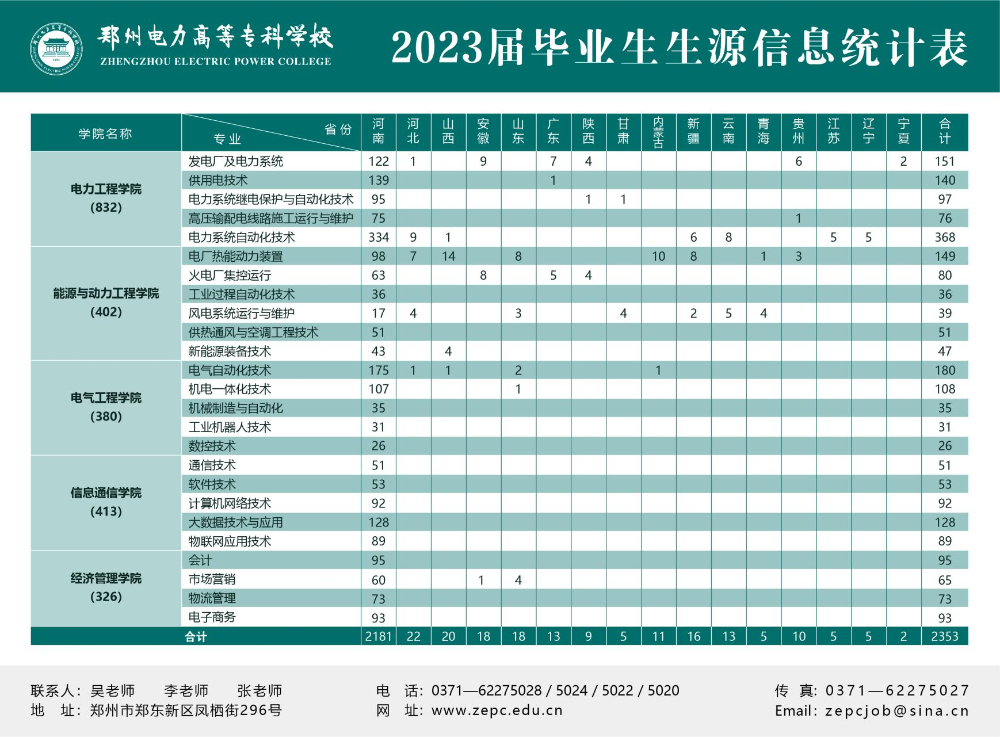 郑州电力高等专科学校
ZHENGZHOU ELECTRIC POWER COLLEGE
1953
2023届毕业生生源信息统计表
学院名称 专业 省份 河南 河北 山西 安徽 山东 广东 陕西 甘肃 内蒙古 新疆 云南 青海 贵州 江苏 辽宁 宁夏 合计
电力工程学院
(832)
发电厂及电力系统 122 1 9 7 4 6 2 151
供用电技术 139 1 140
电力系统继电保护与自动化技术 95 1 1 97
高压输配电线路施工运行与维护 75 1 76
电力系统自动化技术 334 9 1 6 8 5 5 368
能源与动力工程学院
(402)
电厂热能动力装置 98 7 14 8 10 8 1 3 149
火电厂集控运行 63 8 5 4 80
工业过程自动化技术 36 36
风电系统运行与维护 17 4 3 4 2 5 4 39
供热通风与空调工程技术 51 51
新能源装备技术 43 4 47
电气工程学院
(380)
电气自动化技术 175 1 1 2 1 180
机电一体化技术 107 1 108
机械制造与自动化 35 35
工业机器人技术 31 31
数控技术 26 26
信息通信学院
(413)
通信技术 51 51
软件技术 53 53
计算机网络技术 92 92
大数据技术与应用 128 128
物联网应用技术 89 89
经济管理学院
(326)
会计 95 95
市场营销 60 1 4 65
物流管理 73 73
电子商务 93 93
合计 2181 22 20 18 18 13 9 5 11 16 13 5 10 5 5 2 2353
联系人：吴老师 李老师 张老师
地 址：郑州市郑东新区凤栖街296号
电 话：0371—62275028 / 5024 / 5022 / 5020
网 址：www.zepc.edu.cn
传 真：0371—62275027
Email：zepcjob@sina.cn